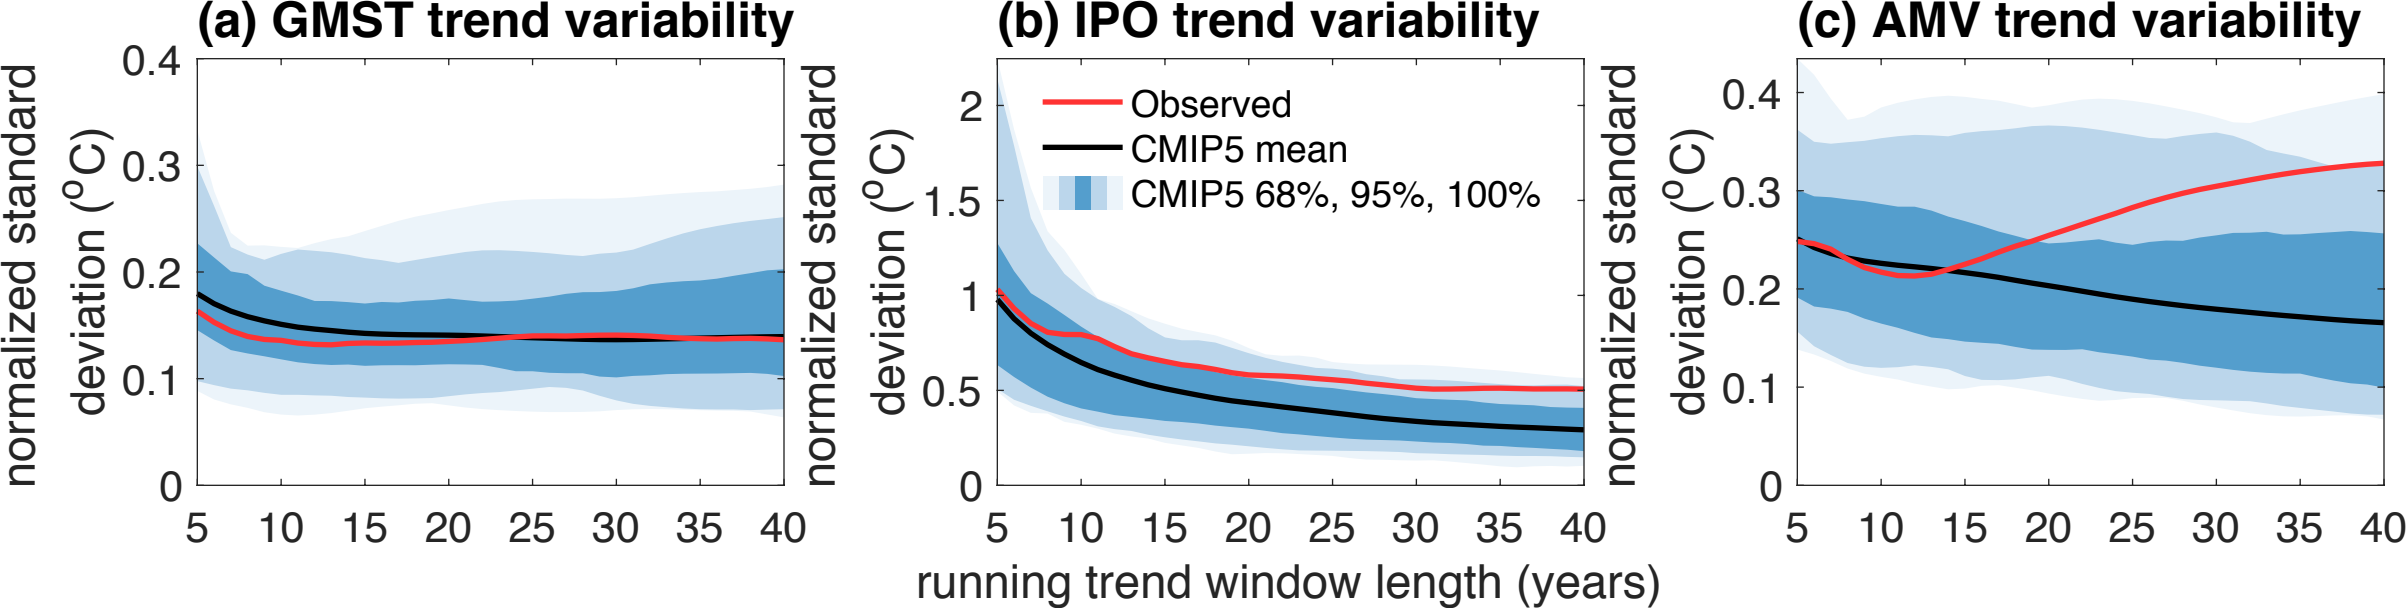 (a) GMST trend variability
normalized standard
deviation (°C)
0.4
0.3
0.2
0.1
0
5 10 15 20 25 30 35 40
(b) IPO trend variability
normalized standard
deviation (°C)
2
1.5
1
0.5
0
Observed
CMIP5 mean
CMIP5 68%, 95%, 100%
5 10 15 20 25 30 35 40
running trend window length (years)
(c) AMV trend variability
normalized standard
deviation (°C)
0.4
0.3
0.2
0.1
0
5 10 15 20 25 30 35 40